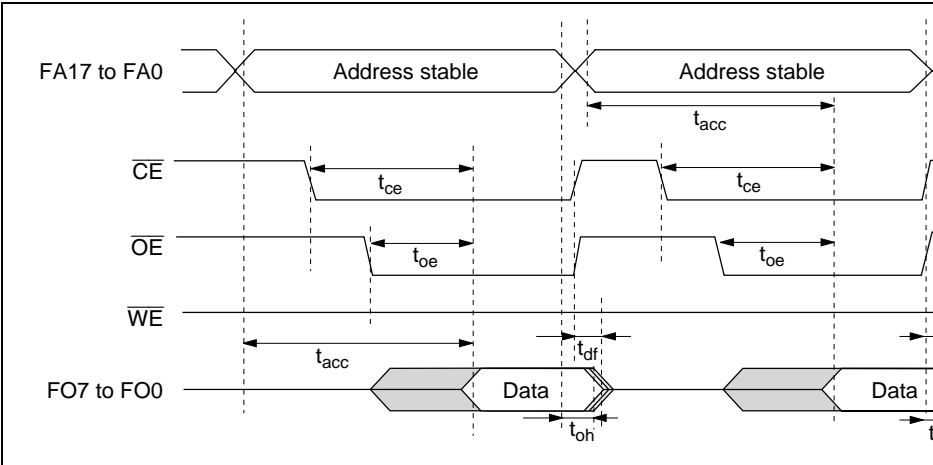 FA17 to FA0
Address stable
Address stable
tacc
CE
tce
tce
OE
toe
toe
WE
tacc
tdf
FO7 to FO0
Data
Data
toh
t